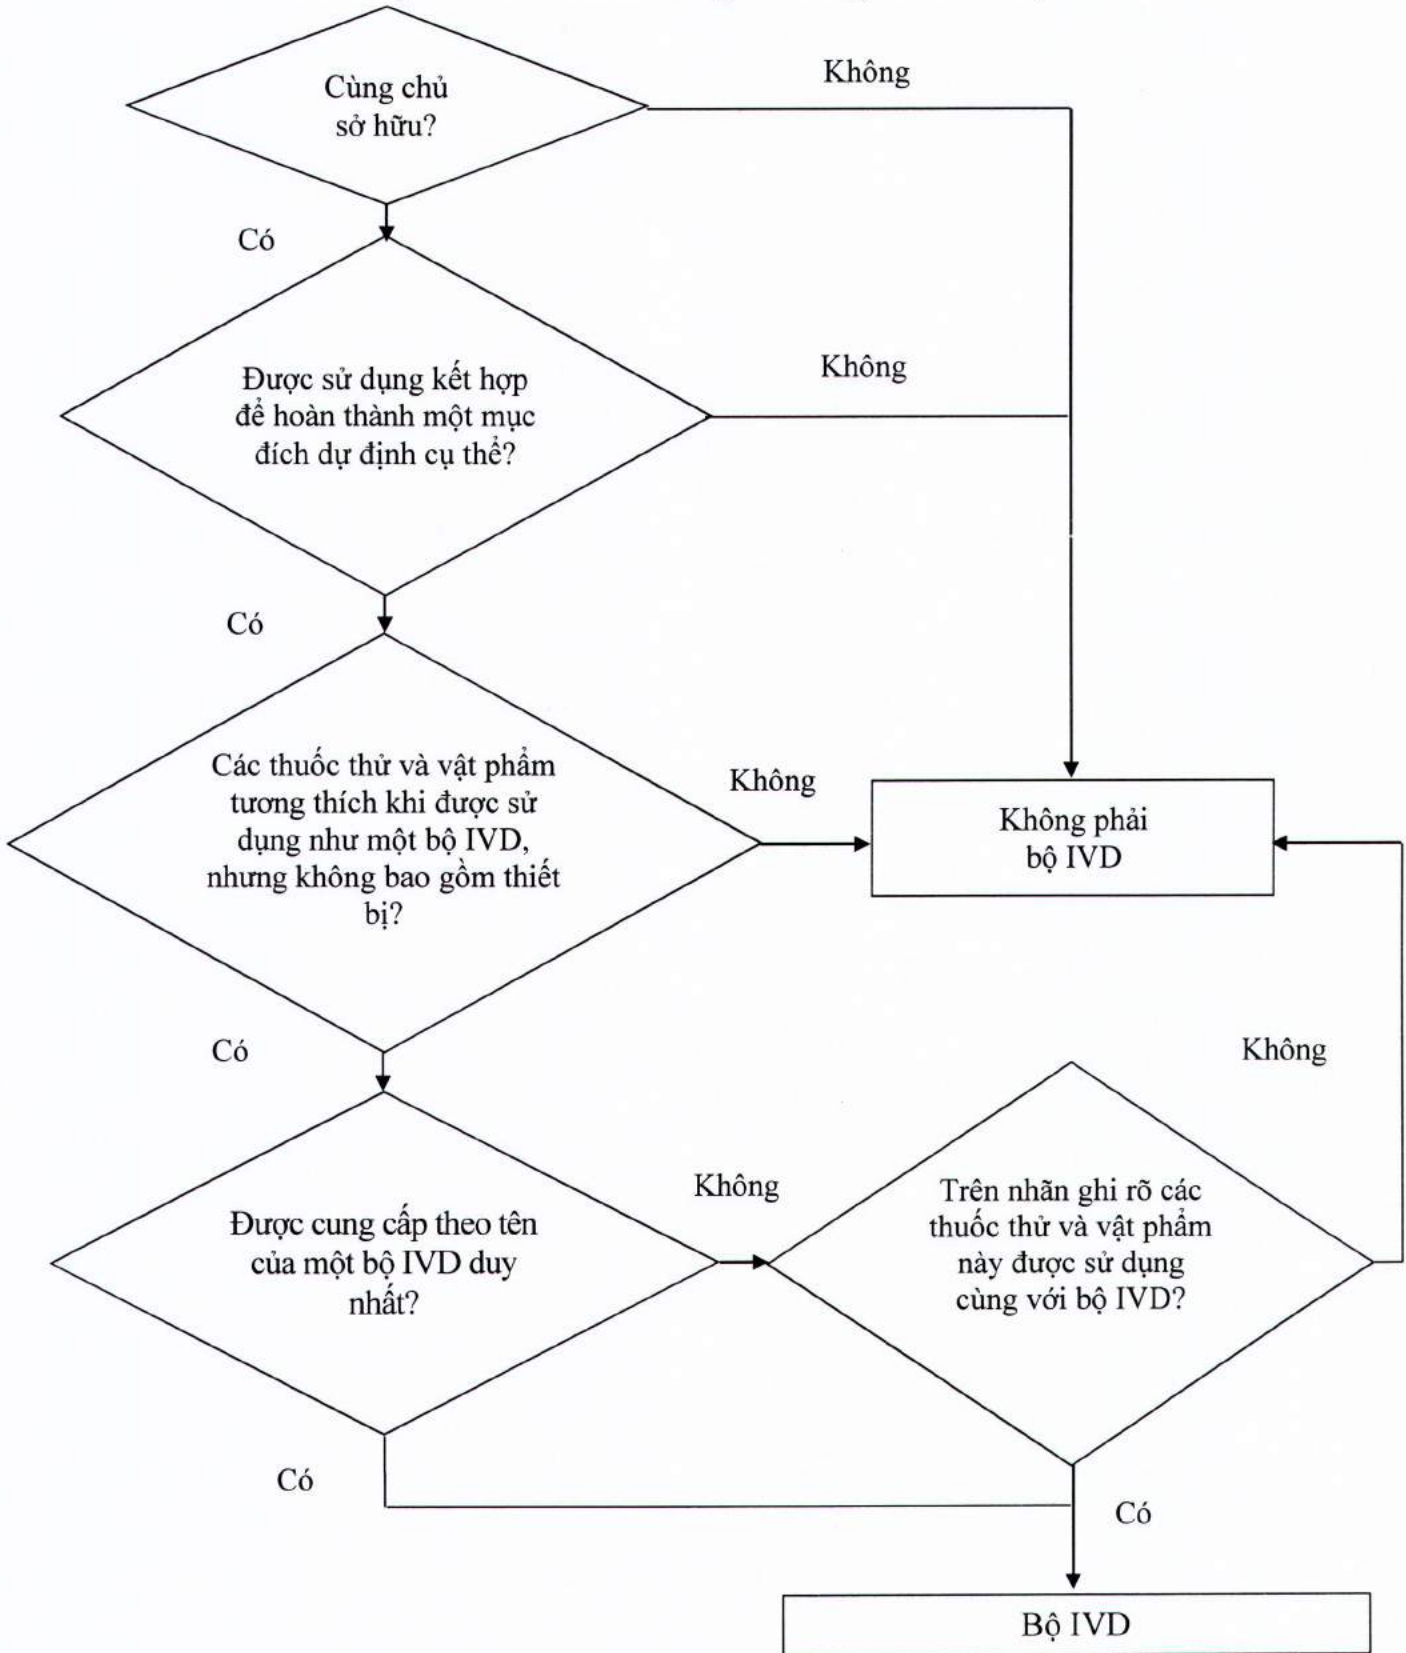 Không
Cùng chủ
sở hữu?
Có
Không
Được sử dụng kết hợp
để hoàn thành một mục
đích dự định cụ thể?
Có
Các thuốc thử và vật phẩm
tương thích khi được sử
dụng như một bộ IVD,
nhưng không bao gồm thiết
bị?
Không
Không phải
bộ IVD
Có
Không
Không
Được cung cấp theo tên
của một bộ IVD duy
nhất?
Trên nhãn ghi rõ các
thuốc thử và vật phẩm
này được sử dụng
cùng với bộ IVD?
Có
Có
Bộ IVD